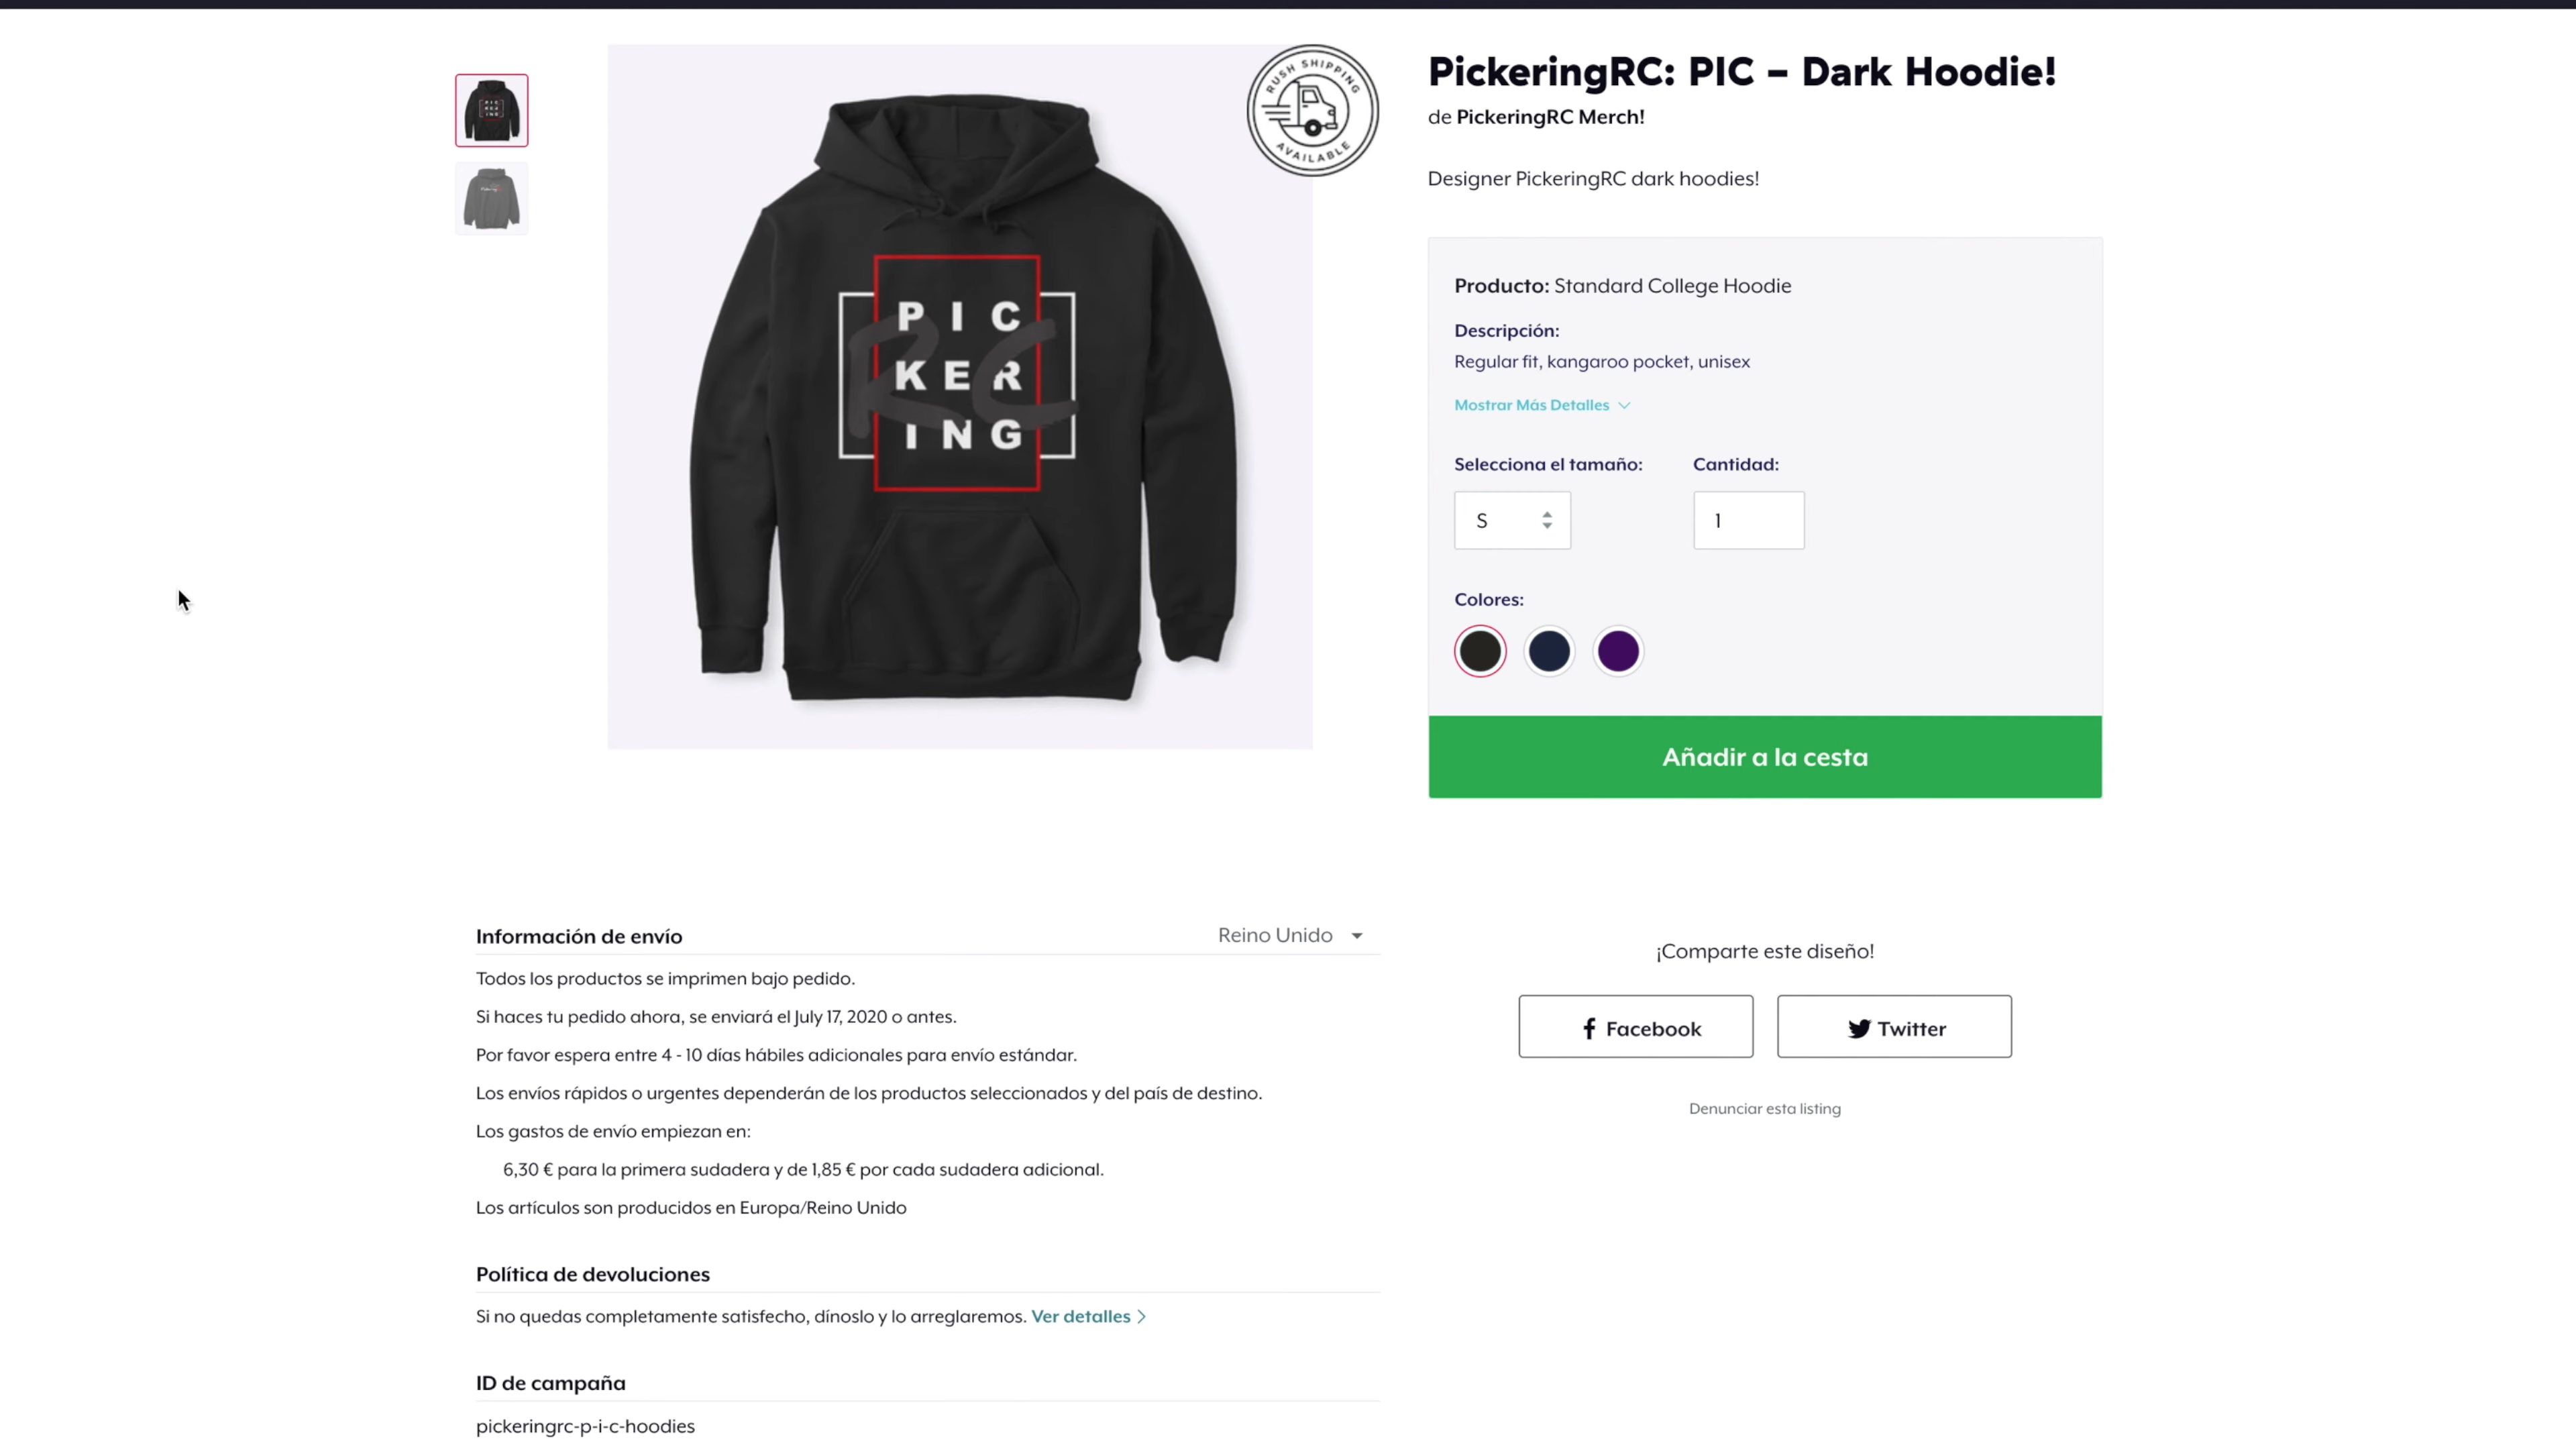 RUSH SHIPPING
AVAILABLE
PIC
KER
ING
RC
PickeringRC: PIC – Dark Hoodie!
de PickeringRC Merch!
Designer PickeringRC dark hoodies!
Producto: Standard College Hoodie
Descripción:
Regular fit, kangaroo pocket, unisex
Mostrar Más Detalles
Selecciona el tamaño: Cantidad:
S 1
Colores:
Añadir a la cesta
Información de envío Reino Unido
Todos los productos se imprimen bajo pedido.
Si haces tu pedido ahora, se enviará el July 17, 2020 o antes.
Por favor espera entre 4 - 10 días hábiles adicionales para envío estándar.
Los envíos rápidos o urgentes dependerán de los productos seleccionados y del país de destino.
Los gastos de envío empiezan en:
6,30 € para la primera sudadera y de 1,85 € por cada sudadera adicional.
Los artículos son producidos en Europa/Reino Unido
Política de devoluciones
Si no quedas completamente satisfecho, dínoslo y lo arreglaremos. Ver detalles
ID de campaña
pickeringrc-p-i-c-hoodies
¡Comparte este diseño!
Facebook Twitter
Denunciar esta listing